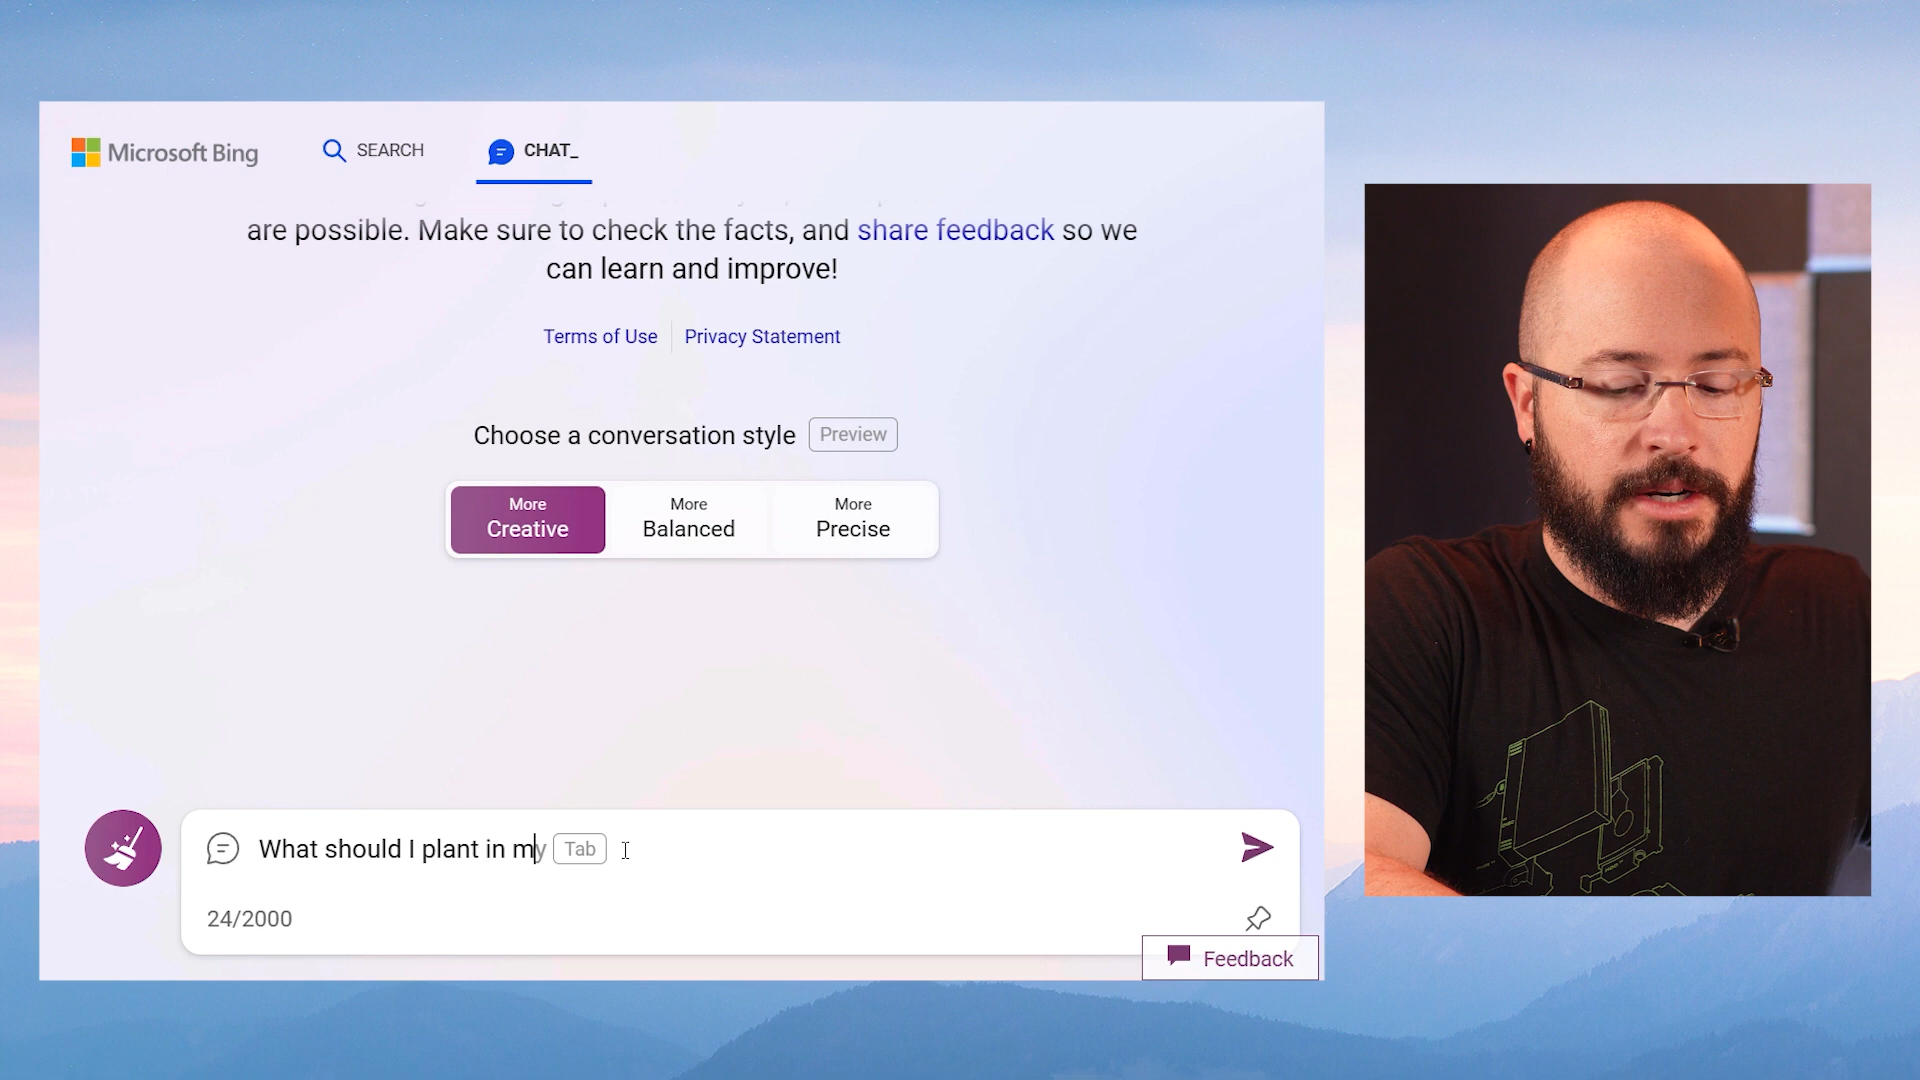 Microsoft Bing
SEARCH
CHAT_
are possible. Make sure to check the facts, and share feedback so we
can learn and improve!
Terms of Use
Privacy Statement
Choose a conversation style Preview
More
Creative
More
Balanced
More
Precise
What should I plant in my Tab
24/2000
Feedback